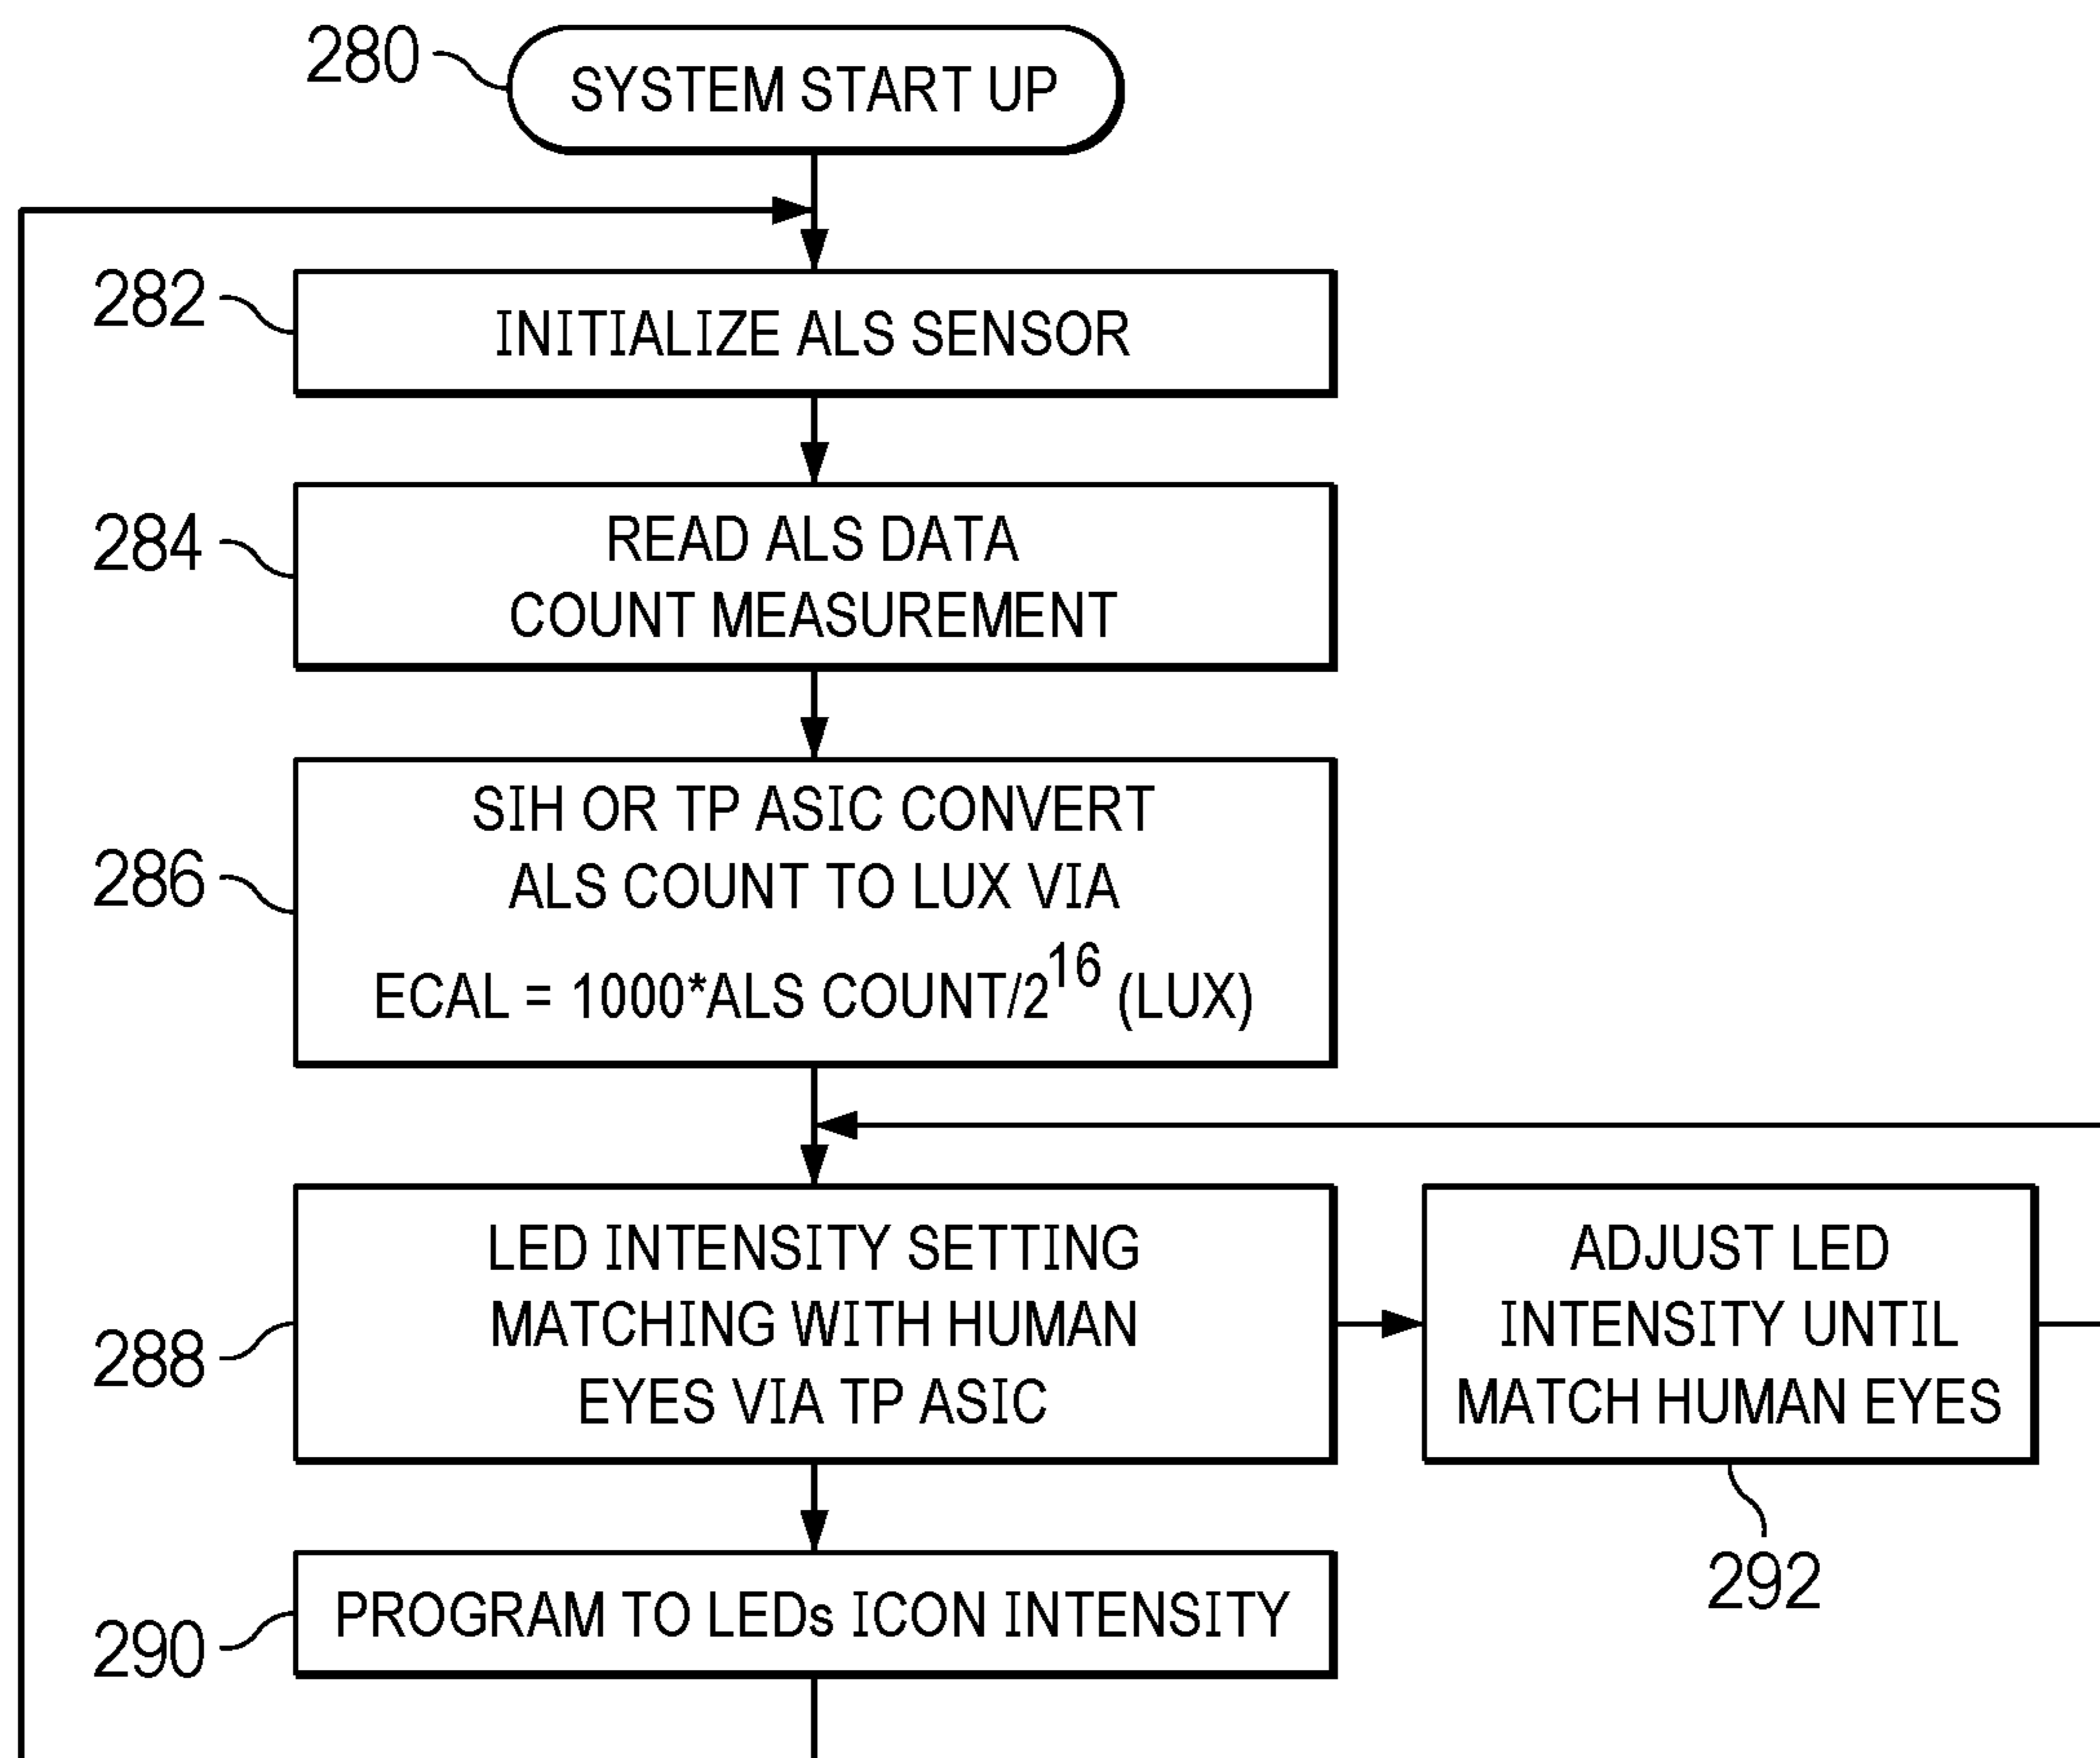 280
SYSTEM START UP
282
INITIALIZE ALS SENSOR
284
READ ALS DATA
COUNT MEASUREMENT
286
SIH OR TP ASIC CONVERT
ALS COUNT TO LUX VIA
ECAL = 1000*ALS COUNT/2^16 (LUX)
288
LED INTENSITY SETTING
MATCHING WITH HUMAN
EYES VIA TP ASIC
ADJUST LED
INTENSITY UNTIL
MATCH HUMAN EYES
292
290
PROGRAM TO LEDs ICON INTENSITY